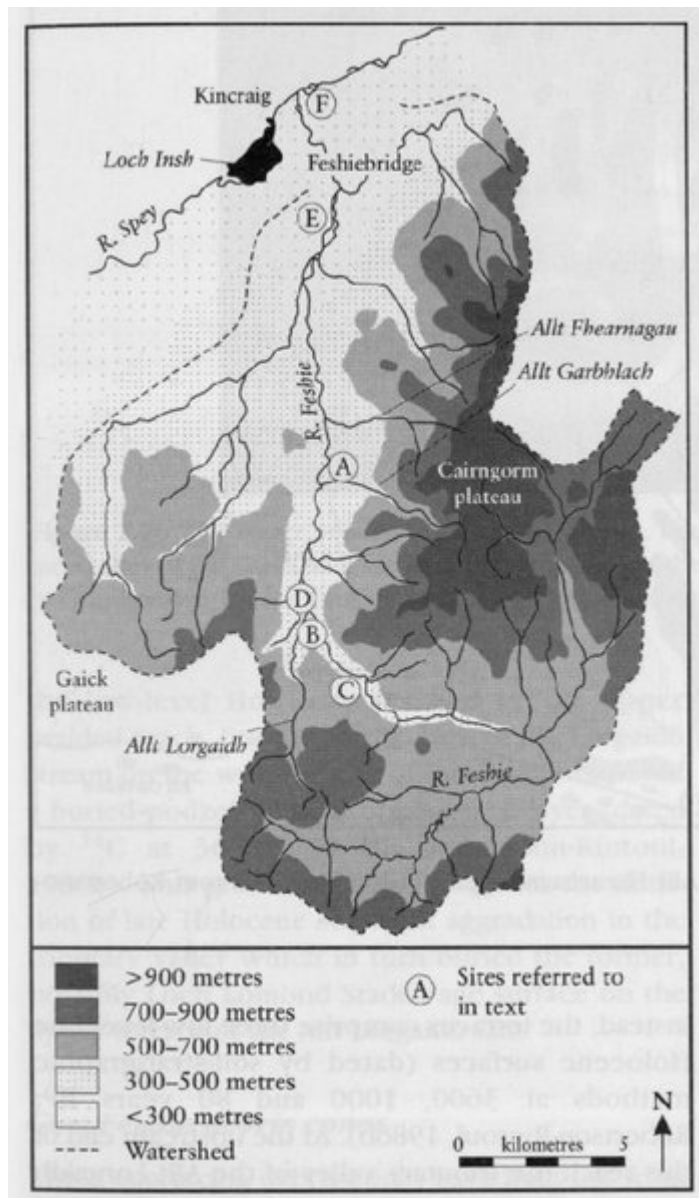 Kincraig
F
Loch Insh
Feshiebridge
R. Spey
E
Allt Fhearnagau
R. Feshie
Allt Garbhlach
A
Cairngorm
plateau
D
B
Gaick
plateau
C
Allt Lorgaidh
R. Feshie
>900 metres
700–900 metres
500–700 metres
300–500 metres
<300 metres
Watershed
A Sites referred to
in text
N
0 kilometres 5